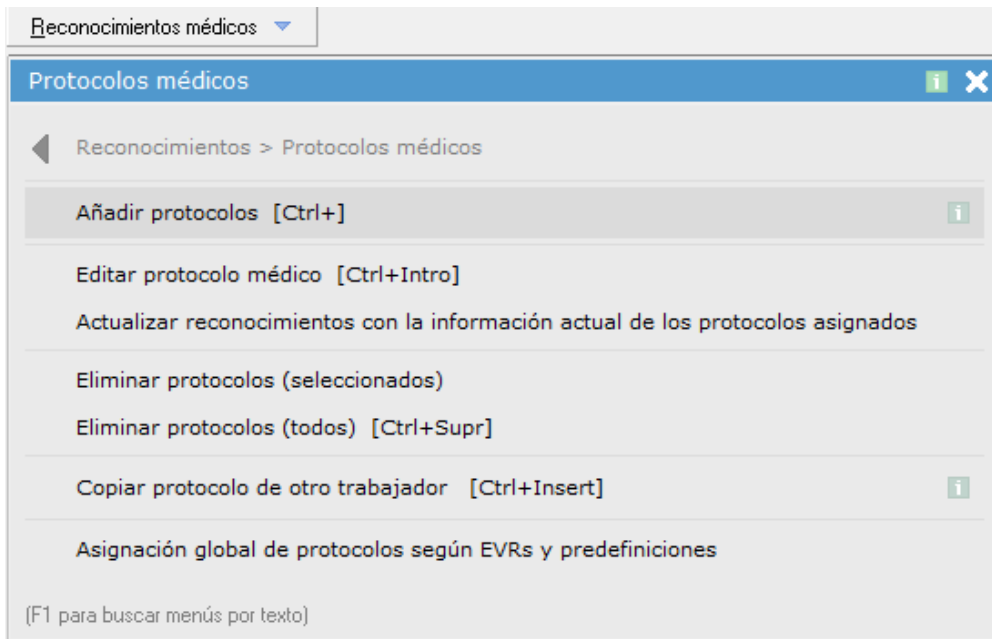 Reconocimientos médicos
Protocolos médicos
Reconocimientos > Protocolos médicos
Añadir protocolos [Ctrl+]
Editar protocolo médico [Ctrl+Intro]
Actualizar reconocimientos con la información actual de los protocolos asignados
Eliminar protocolos (seleccionados)
Eliminar protocolos (todos) [Ctrl+Supr]
Copiar protocolo de otro trabajador [Ctrl+Insert]
Asignación global de protocolos según EVRs y predefiniciones
(F1 para buscar menús por texto)